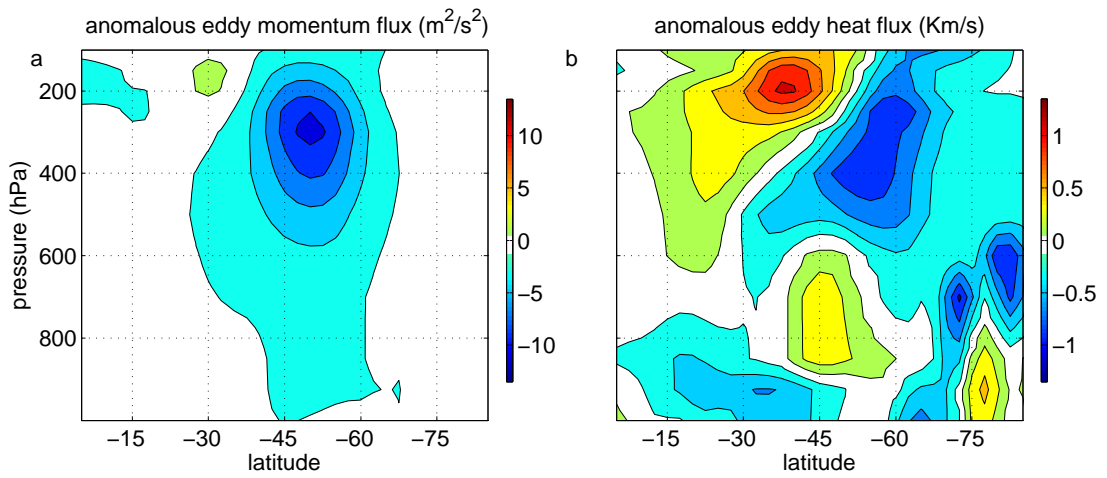 anomalous eddy momentum flux (m²/s²)
a
200
400
600
800
pressure (hPa)
−15 −30 −45 −60 −75
latitude
10
5
0
−5
−10
anomalous eddy heat flux (Km/s)
b
−15 −30 −45 −60 −75
latitude
1
0.5
0
−0.5
−1